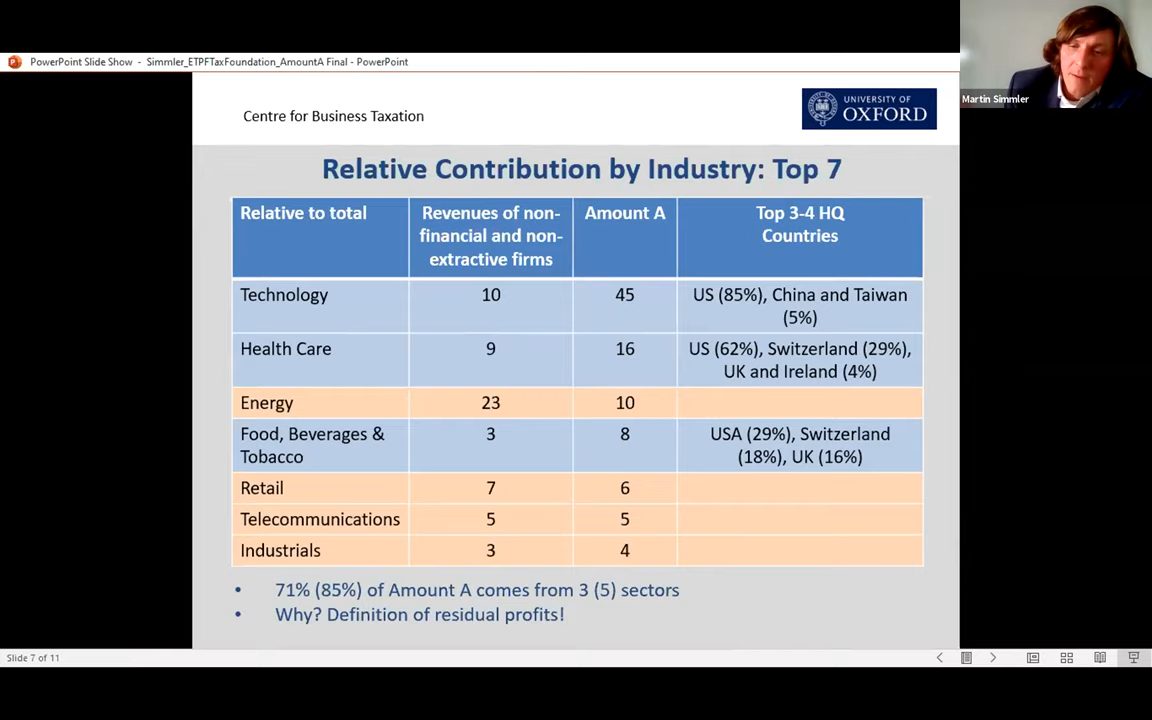 PowerPoint Slide Show - Simmler_ETPFTaxFoundation_AmountA Final - PowerPoint
Martin Simmler
Centre for Business Taxation
UNIVERSITY OF
OXFORD
Relative Contribution by Industry: Top 7
Relative to total
Revenues of non-
financial and non-
extractive firms
Amount A
Top 3-4 HQ
Countries
Technology
10
45
US (85%), China and Taiwan
(5%)
Health Care
9
16
US (62%), Switzerland (29%),
UK and Ireland (4%)
Energy
23
10
Food, Beverages &
Tobacco
3
8
USA (29%), Switzerland
(18%), UK (16%)
Retail
7
6
Telecommunications
5
5
Industrials
3
4
• 71% (85%) of Amount A comes from 3 (5) sectors
• Why? Definition of residual profits!
Slide 7 of 11